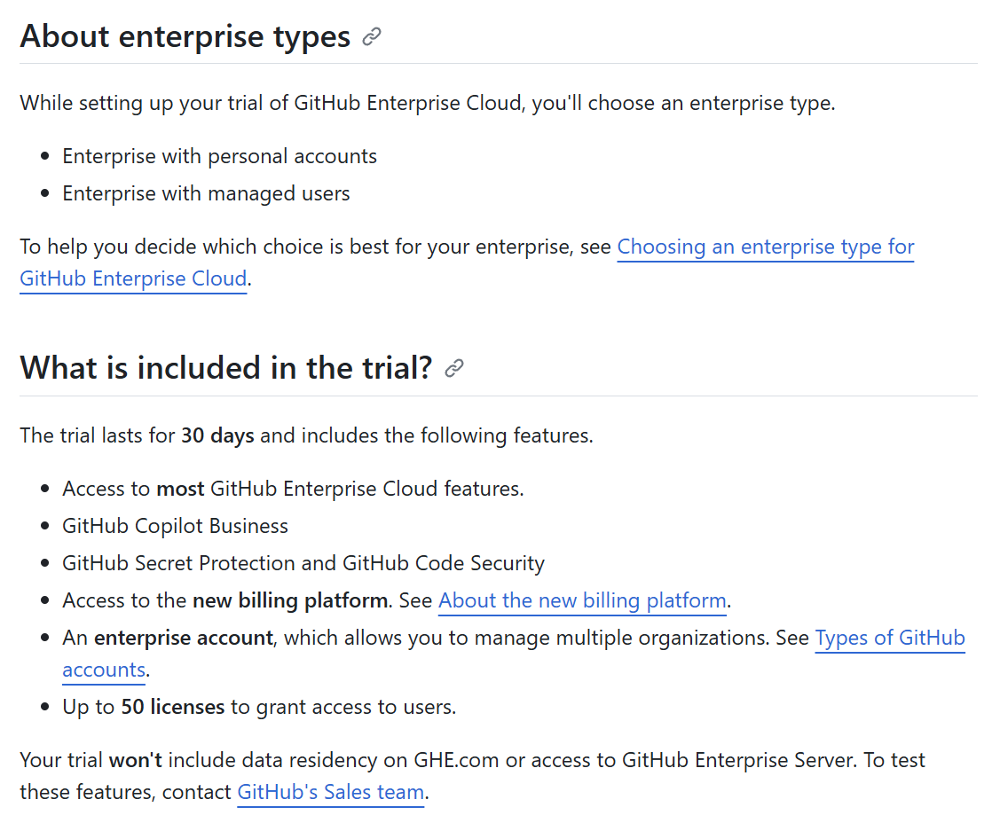 About enterprise types
While setting up your trial of GitHub Enterprise Cloud, you'll choose an enterprise type.
• Enterprise with personal accounts
• Enterprise with managed users
To help you decide which choice is best for your enterprise, see Choosing an enterprise type for
GitHub Enterprise Cloud.
What is included in the trial?
The trial lasts for 30 days and includes the following features.
• Access to most GitHub Enterprise Cloud features.
• GitHub Copilot Business
• GitHub Secret Protection and GitHub Code Security
• Access to the new billing platform. See About the new billing platform.
• An enterprise account, which allows you to manage multiple organizations. See Types of GitHub
accounts.
• Up to 50 licenses to grant access to users.
Your trial won't include data residency on GHE.com or access to GitHub Enterprise Server. To test
these features, contact GitHub's Sales team.